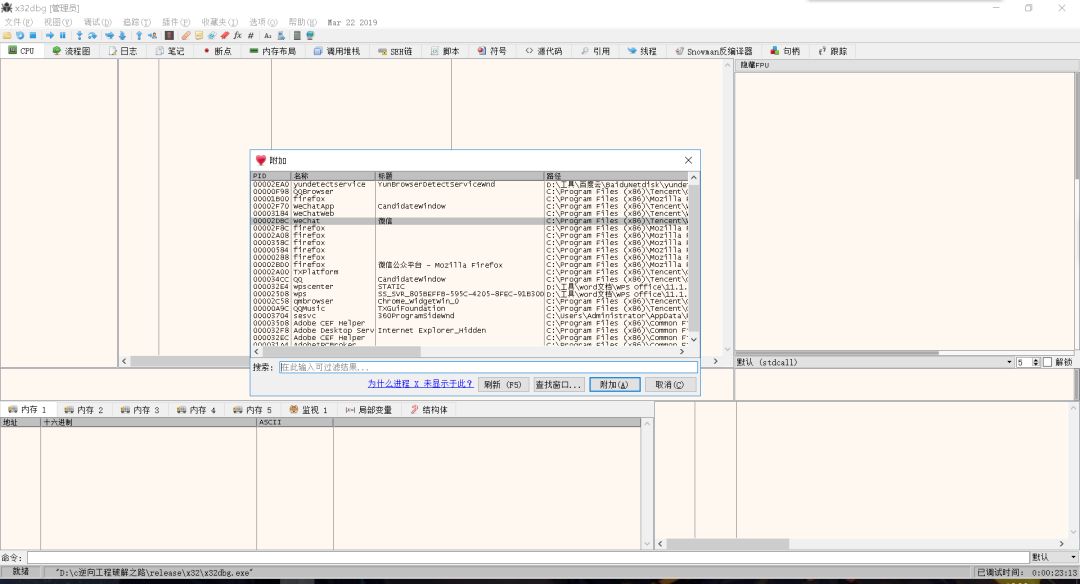 x32dbg [管理员]
文件(F) 视图(V) 调试(D) 追踪(T) 插件(P) 收藏夹(I) 选项(O) 帮助(H) Mar 22 2019
CPU 流程图 日志 笔记 断点 内存布局 调用堆栈 SEH链 脚本 符号 源代码 引用 线程 Snowman反编译器 句柄 跟踪
隐藏FPU
附加
PID 名称 标题 路径
00002EA0 yundetectservice YunBrowserDetectServiceWnd D:\工具\百度云\BaiduNetdisk\yunde
00000F98 QQBrowser C:\Program Files (x86)\Tencent\
00001B00 firefox C:\Program Files (x86)\Mozilla F
00002F70 WeChatApp CandidateWindow C:\Program Files (x86)\Tencent\
00003184 WeChatWeb C:\Program Files (x86)\Tencent\
00002DBC WeChat 微信 C:\Program Files (x86)\Tencent\
00002F8C firefox C:\Program Files (x86)\Mozilla F
00002A08 firefox C:\Program Files (x86)\Mozilla F
0000358C firefox C:\Program Files (x86)\Mozilla F
00000584 firefox C:\Program Files (x86)\Mozilla F
00000288 firefox C:\Program Files (x86)\Mozilla F
00002BD0 firefox 微信公众平台 - Mozilla Firefox C:\Program Files (x86)\Mozilla F
00002A00 TXPlatform C:\Program Files (x86)\Tencent\
000034CC QQ CandidateWindow C:\Program Files (x86)\Tencent\
000032E4 wpscenter STATIC D:\工具\word文档\WPS Office\11.1.
000025D8 wps SS_SVR_805BEFFB-595C-4205-8FEC-91B30D D:\工具\word文档\WPS Office\11.1.
00002C58 qmbrowser Chrome_WidgetWin_0 C:\Program Files (x86)\Tencent\
00000A9C QQMusic TXGuiFoundation C:\Program Files (x86)\Tencent\
00003704 sesvc 360ProgramSideWnd C:\Users\Administrator\AppData\
000035D8 Adobe CEF Helper C:\Program Files (x86)\Common F
000032F8 Adobe Desktop Serv Internet Explorer_Hidden C:\Program Files (x86)\Common F
000032EC Adobe CEF Helper C:\Program Files (x86)\Common F
搜索: 在此输入可过滤结果...
为什么进程 X 未显示于此? 刷新 (F5) 查找窗口... 附加(A) 取消(C)
默认 (stdcall) 5 解锁
内存 1 内存 2 内存 3 内存 4 内存 5 监视 1 局部变量 结构体
地址 十六进制 ASCII
命令: 默认
就绪 "D:\c逆向工程破解之路\release\x32\x32dbg.exe" 已调试时间: 0:00:23:13